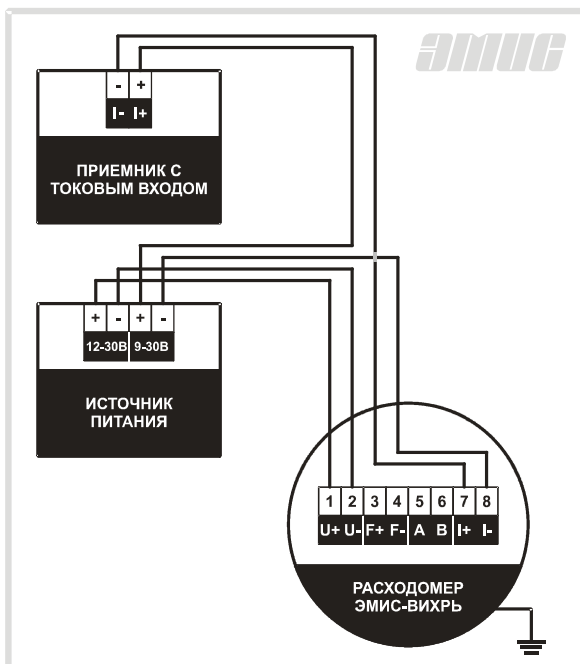 ЭМИС
- +
I- I+
ПРИЕМНИК С
ТОКОВЫМ ВХОДОМ
+ - + -
12-30В 9-30В
ИСТОЧНИК
ПИТАНИЯ
1 2 3 4 5 6 7 8
U+ U- F+ F- A B I+ I-
РАСХОДОМЕР
ЭМИС-ВИХРЬ